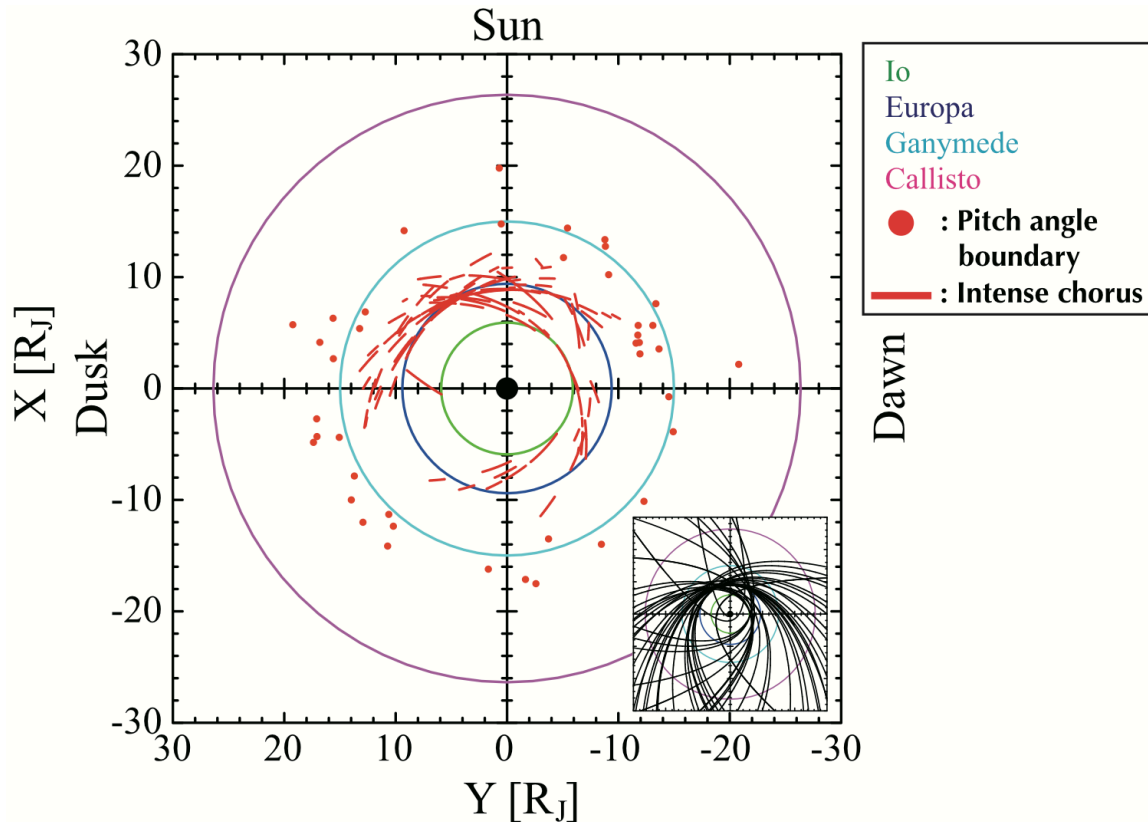 Sun
30
20
10
0
-10
-20
-30
X [RJ]
Dusk
Dawn
30
20
10
0
-10
-20
-30
Y [RJ]
Io
Europa
Ganymede
Callisto
: Pitch angle
boundary
: Intense chorus